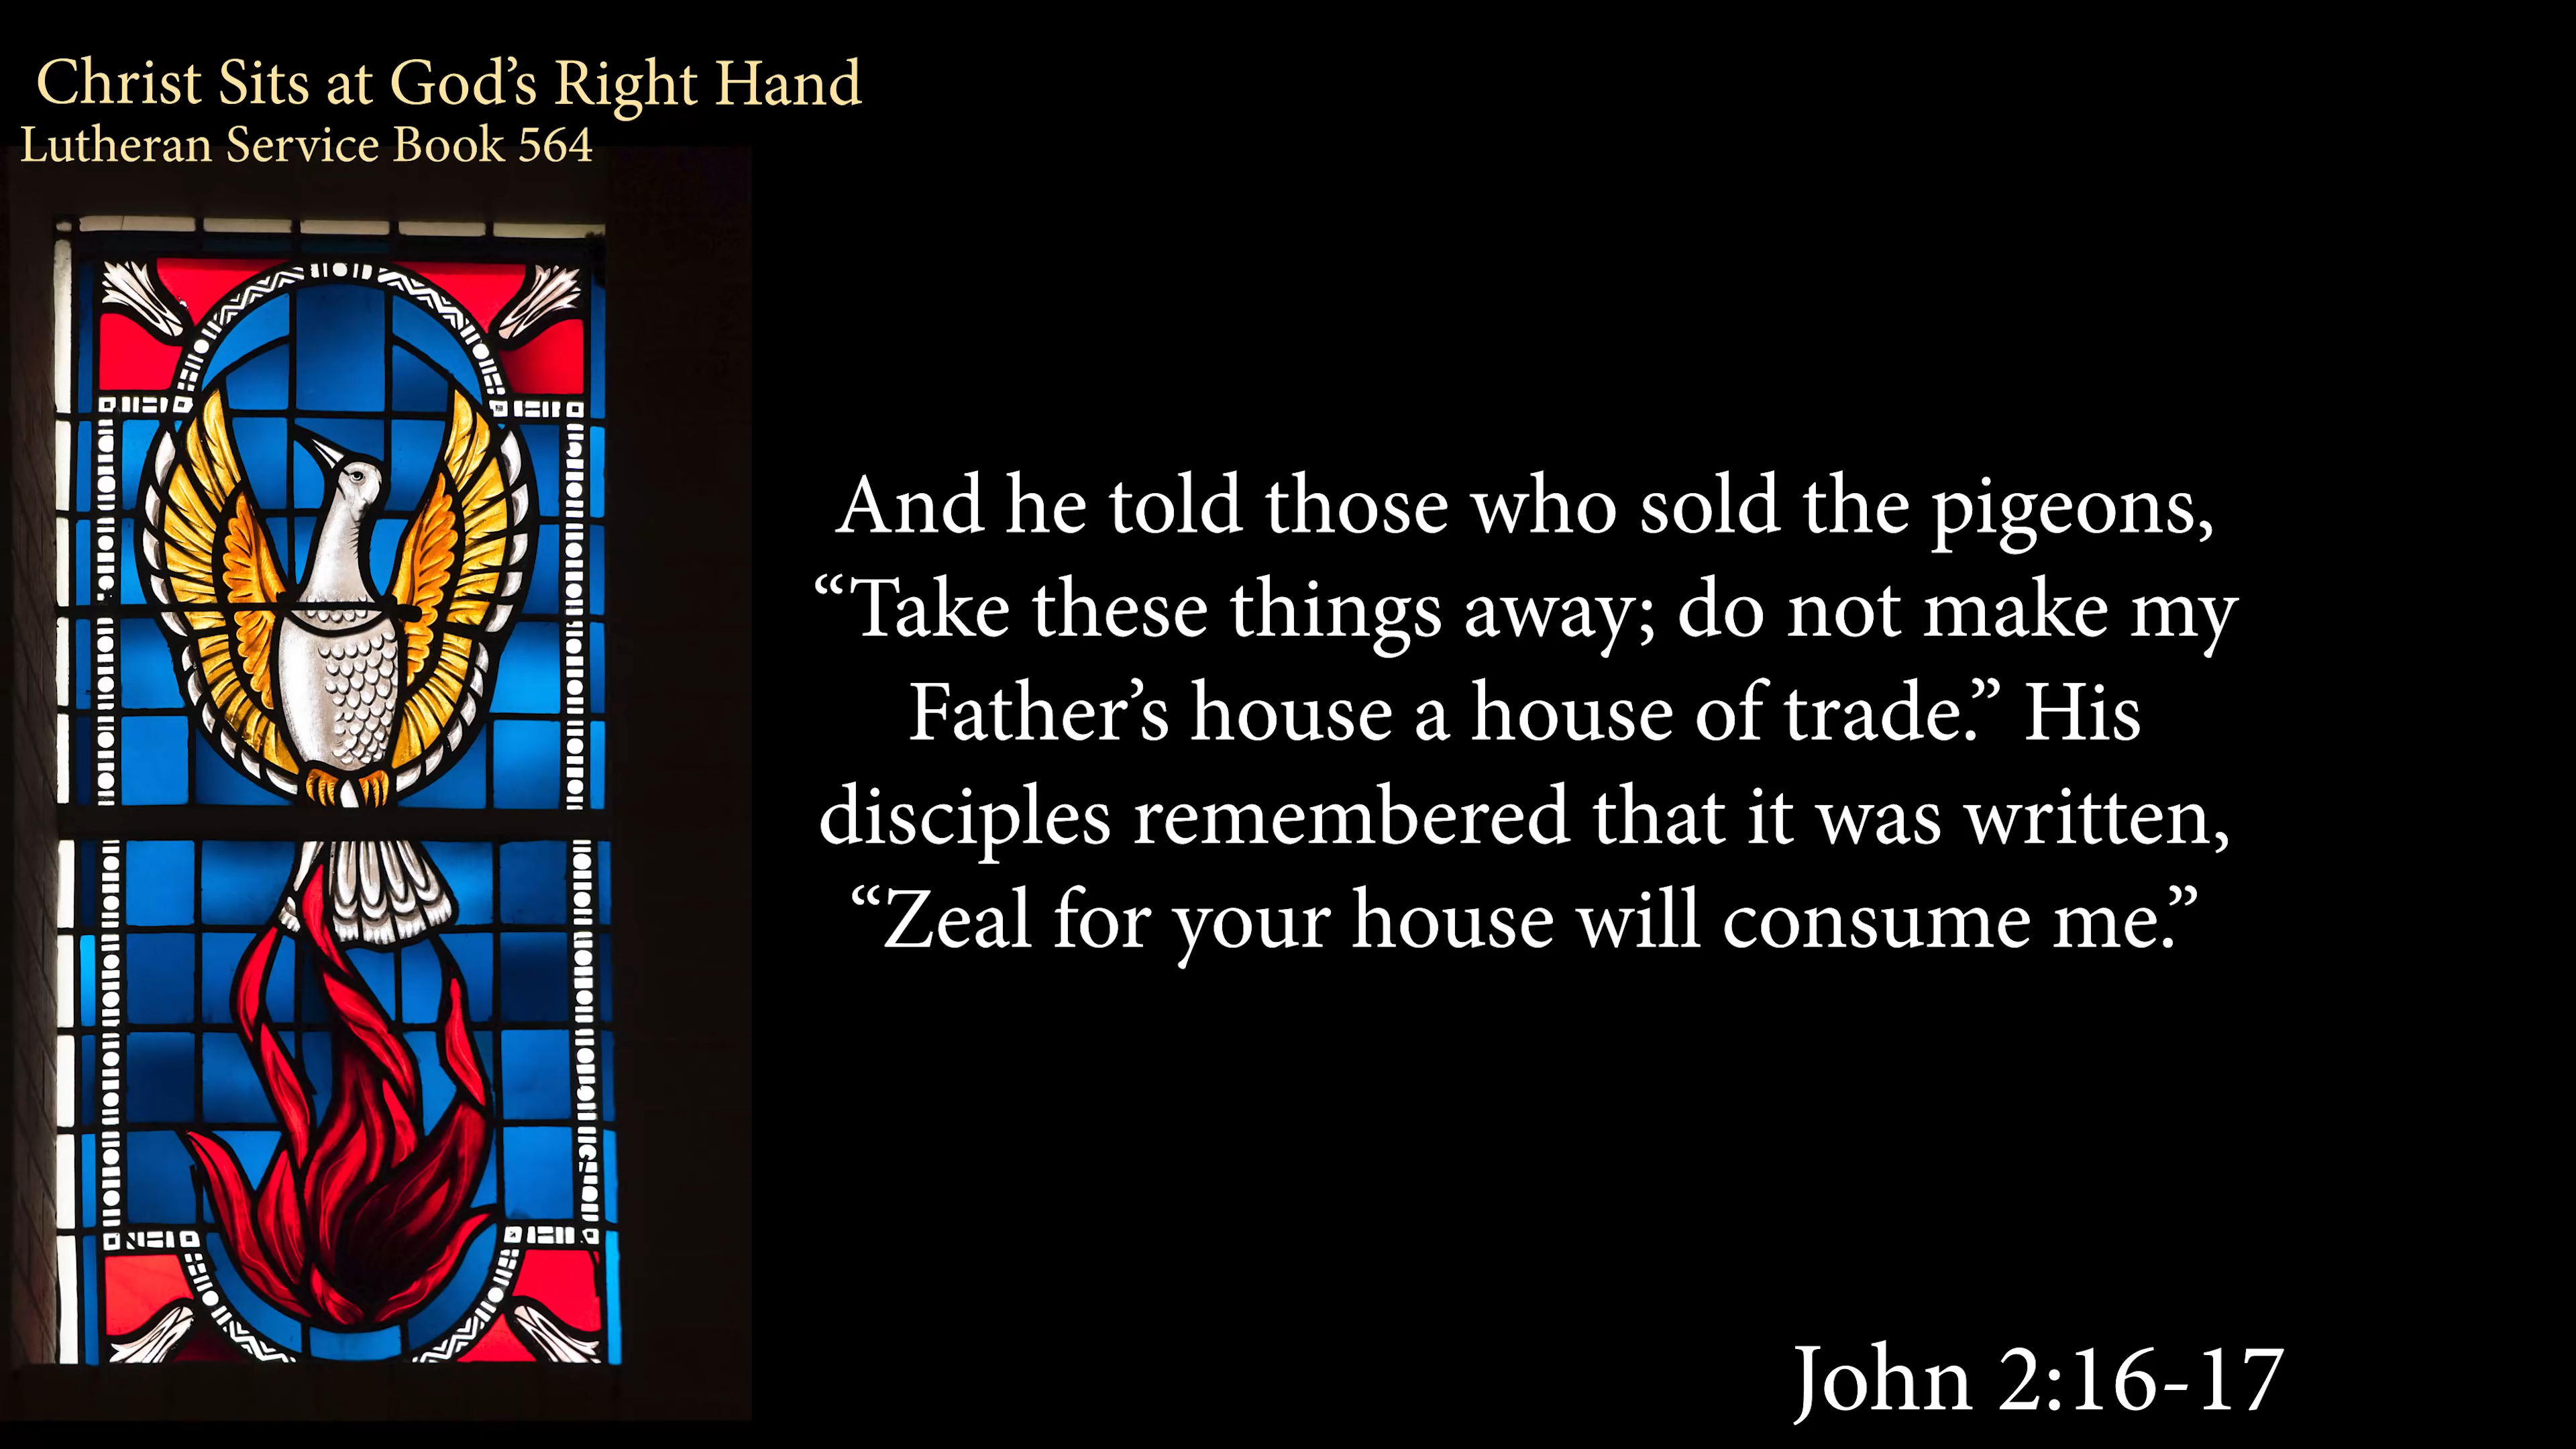 Christ Sits at God’s Right Hand
Lutheran Service Book 564
And he told those who sold the pigeons,
“Take these things away; do not make my
Father’s house a house of trade.” His
disciples remembered that it was written,
“Zeal for your house will consume me.”
John 2:16-17